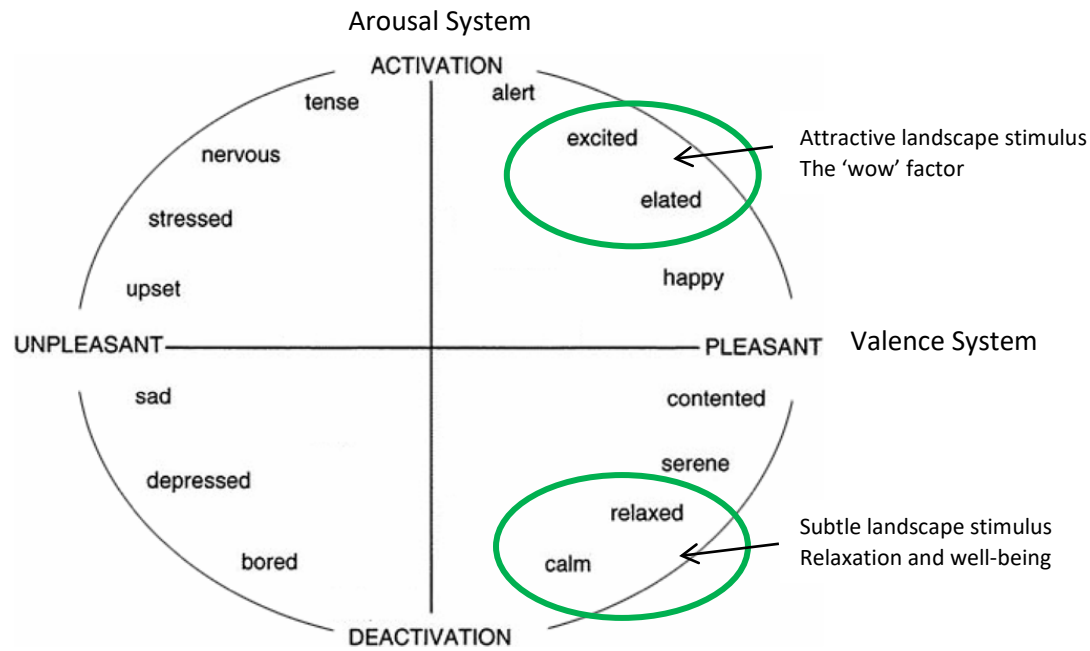 Arousal System
ACTIVATION
tense
alert
nervous
excited
Attractive landscape stimulus
The ‘wow’ factor
stressed
elated
upset
happy
UNPLEASANT
PLEASANT
Valence System
sad
contented
depressed
serene
relaxed
Subtle landscape stimulus
Relaxation and well-being
bored
calm
DEACTIVATION